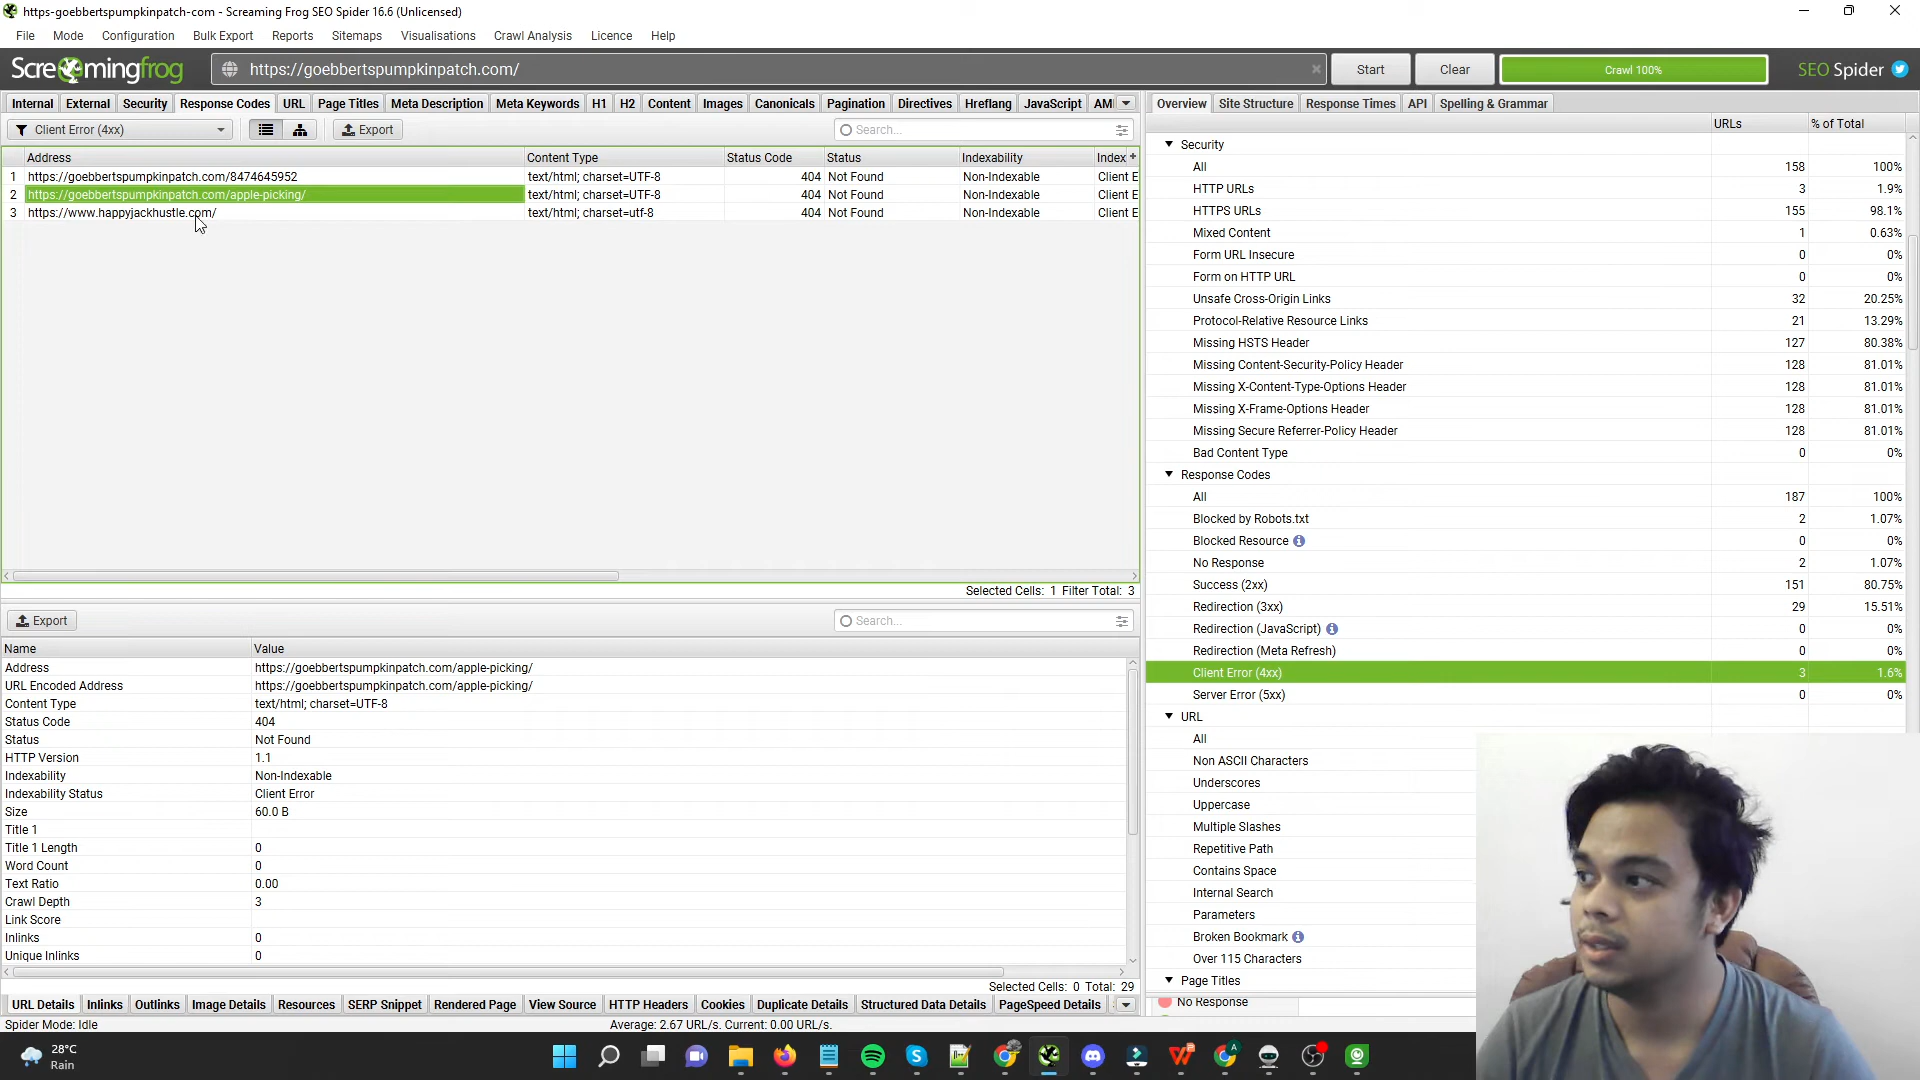 https-goebbertspumpkinpatch-com - Screaming Frog SEO Spider 16.6 (Unlicensed)
File Mode Configuration Bulk Export Reports Sitemaps Visualisations Crawl Analysis Licence Help
Screamingfrog https://goebbertspumpkinpatch.com/ Start Clear Crawl 100% SEO Spider
Internal External Security Response Codes URL Page Titles Meta Description Meta Keywords H1 H2 Content Images Canonicals Pagination Directives Hreflang JavaScript AM
Overview Site Structure Response Times API Spelling & Grammar
Client Error (4xx) Export Search...
Address Content Type Status Code Status Indexability Index
1 https://goebbertspumpkinpatch.com/8474645952 text/html; charset=UTF-8 404 Not Found Non-Indexable Client E
2 https://goebbertspumpkinpatch.com/apple-picking/ text/html; charset=UTF-8 404 Not Found Non-Indexable Client E
3 https://www.happyjackhustle.com/ text/html; charset=utf-8 404 Not Found Non-Indexable Client E
Selected Cells: 1 Filter Total: 3
Export Search...
Name Value
Address https://goebbertspumpkinpatch.com/apple-picking/
URL Encoded Address https://goebbertspumpkinpatch.com/apple-picking/
Content Type text/html; charset=UTF-8
Status Code 404
Status Not Found
HTTP Version 1.1
Indexability Non-Indexable
Indexability Status Client Error
Size 60.0 B
Title 1
Title 1 Length 0
Word Count 0
Text Ratio 0.00
Crawl Depth 3
Link Score
Inlinks 0
Unique Inlinks 0
Selected Cells: 0 Total: 29
URL Details Inlinks Outlinks Image Details Resources SERP Snippet Rendered Page View Source HTTP Headers Cookies Duplicate Details Structured Data Details PageSpeed Details
Spider Mode: Idle Average: 2.67 URL/s. Current: 0.00 URL/s.
URLs % of Total
Security
All 158 100%
HTTP URLs 3 1.9%
HTTPS URLs 155 98.1%
Mixed Content 1 0.63%
Form URL Insecure 0 0%
Form on HTTP URL 0 0%
Unsafe Cross-Origin Links 32 20.25%
Protocol-Relative Resource Links 21 13.29%
Missing HSTS Header 127 80.38%
Missing Content-Security-Policy Header 128 81.01%
Missing X-Content-Type-Options Header 128 81.01%
Missing X-Frame-Options Header 128 81.01%
Missing Secure Referrer-Policy Header 128 81.01%
Bad Content Type 0 0%
Response Codes
All 187 100%
Blocked by Robots.txt 2 1.07%
Blocked Resource 0 0%
No Response 2 1.07%
Success (2xx) 151 80.75%
Redirection (3xx) 29 15.51%
Redirection (JavaScript) 0 0%
Redirection (Meta Refresh) 0 0%
Client Error (4xx) 3 1.6%
Server Error (5xx) 0 0%
URL
All
Non ASCII Characters
Underscores
Uppercase
Multiple Slashes
Repetitive Path
Contains Space
Internal Search
Parameters
Broken Bookmark
Over 115 Characters
Page Titles
No Response
28°C
Rain